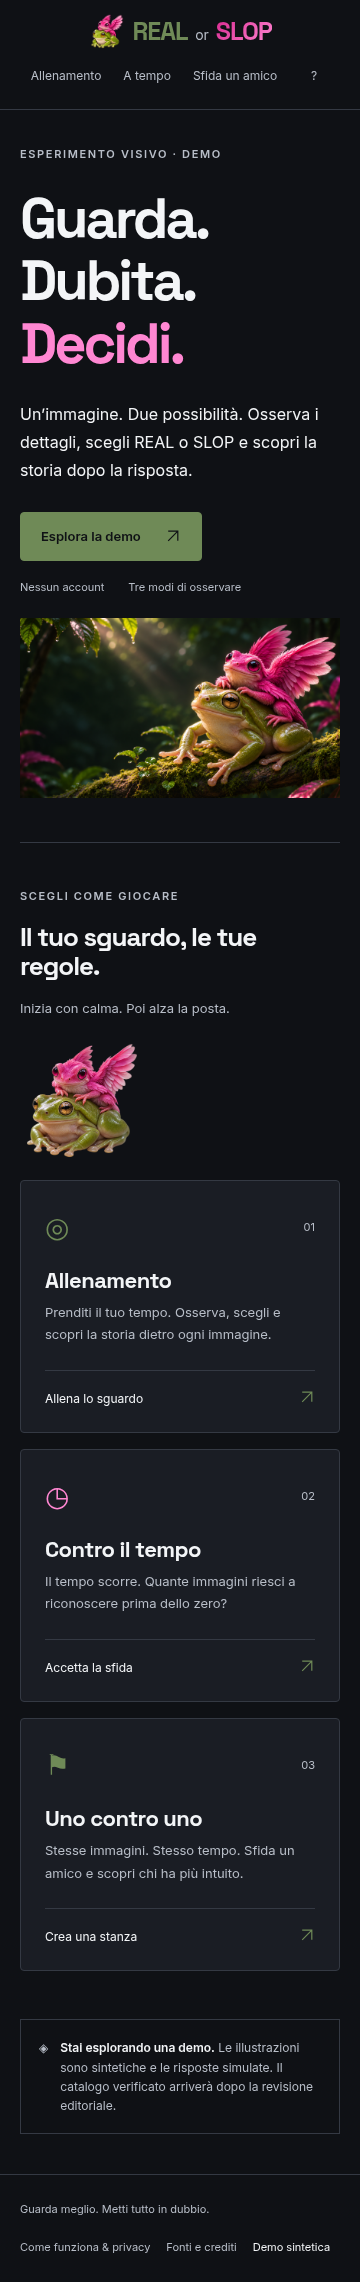 REAL or SLOP
Allenamento A tempo Sfida un amico ?
ESPERIMENTO VISIVO · DEMO
Guarda.
Dubita.
Decidi.
Un’immagine. Due possibilità. Osserva i
dettagli, scegli REAL o SLOP e scopri la
storia dopo la risposta.
Esplora la demo
Nessun account Tre modi di osservare
SCEGLI COME GIOCARE
Il tuo sguardo, le tue
regole.
Inizia con calma. Poi alza la posta.
01
Allenamento
Prenditi il tuo tempo. Osserva, scegli e
scopri la storia dietro ogni immagine.
Allena lo sguardo
02
Contro il tempo
Il tempo scorre. Quante immagini riesci a
riconoscere prima dello zero?
Accetta la sfida
03
Uno contro uno
Stesse immagini. Stesso tempo. Sfida un
amico e scopri chi ha più intuito.
Crea una stanza
Stai esplorando una demo. Le illustrazioni
sono sintetiche e le risposte simulate. Il
catalogo verificato arriverà dopo la revisione
editoriale.
Guarda meglio. Metti tutto in dubbio.
Come funziona & privacy Fonti e crediti Demo sintetica